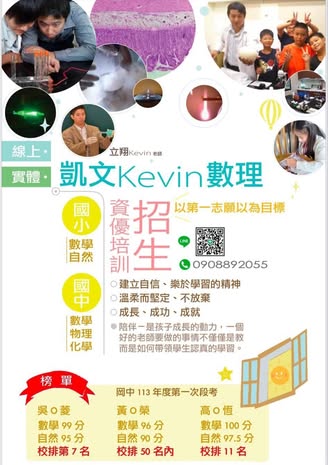 立翔Kevin 老師
線上·
實體·
凱文Kevin數理
國小
數學
自然
國中
數學
物理
化學
資優培訓
招生
以第一志願以為目標
LINE
0908892055
建立自信、樂於學習的精神
溫柔而堅定、不放棄
成長、成功、成就
陪伴–是孩子成長的動力，一個
好的老師要做的事情不僅僅是教
而是如何帶領學生認真的學習。
榜單
岡中 113 年度第一次段考
吳O菱
數學 99 分
自然 95 分
校排第 7 名
黃O榮
數學 96 分
自然 90 分
校排 50 名內
高O恆
數學 100 分
自然 97.5 分
校排 11 名